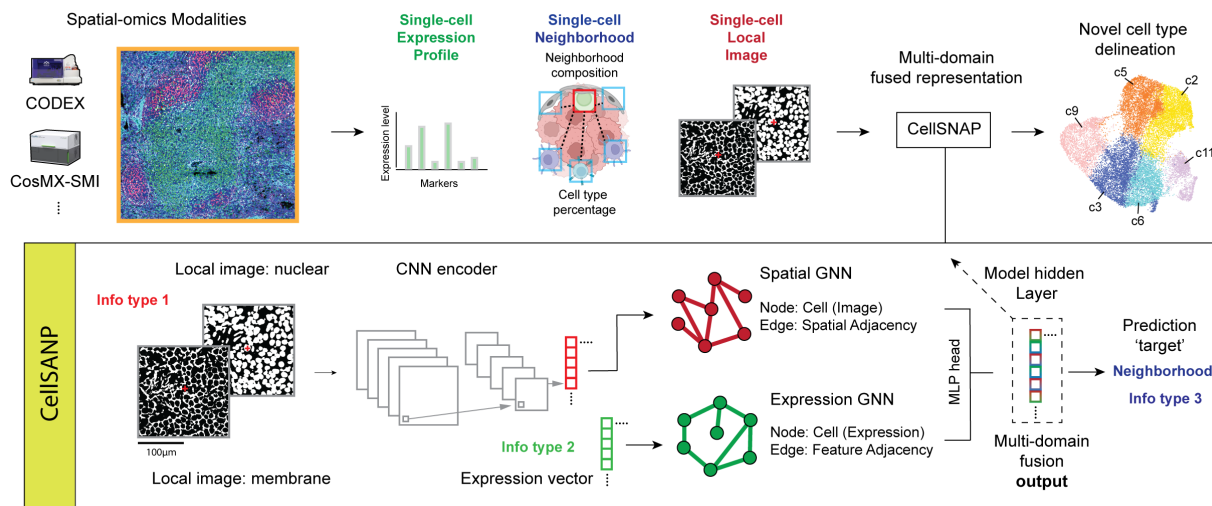 Spatial-omics Modalities
CODEX
CosMX-SMI
Single-cell
Expression
Profile
Expression level
Markers
Single-cell
Neighborhood
Neighborhood
composition
Cell type
percentage
Single-cell
Local
Image
Multi-domain
fused representation
CellSNAP
Novel cell type
delineation
c5
c2
c9
c11
c3
c6
CellSANP
Local image: nuclear
Info type 1
100µm
Local image: membrane
CNN encoder
Info type 2
Expression vector
Spatial GNN
Node: Cell (Image)
Edge: Spatial Adjacency
Expression GNN
Node: Cell (Expression)
Edge: Feature Adjacency
MLP head
Model hidden
Layer
Multi-domain
fusion
output
Prediction
'target'
Neighborhood
Info type 3